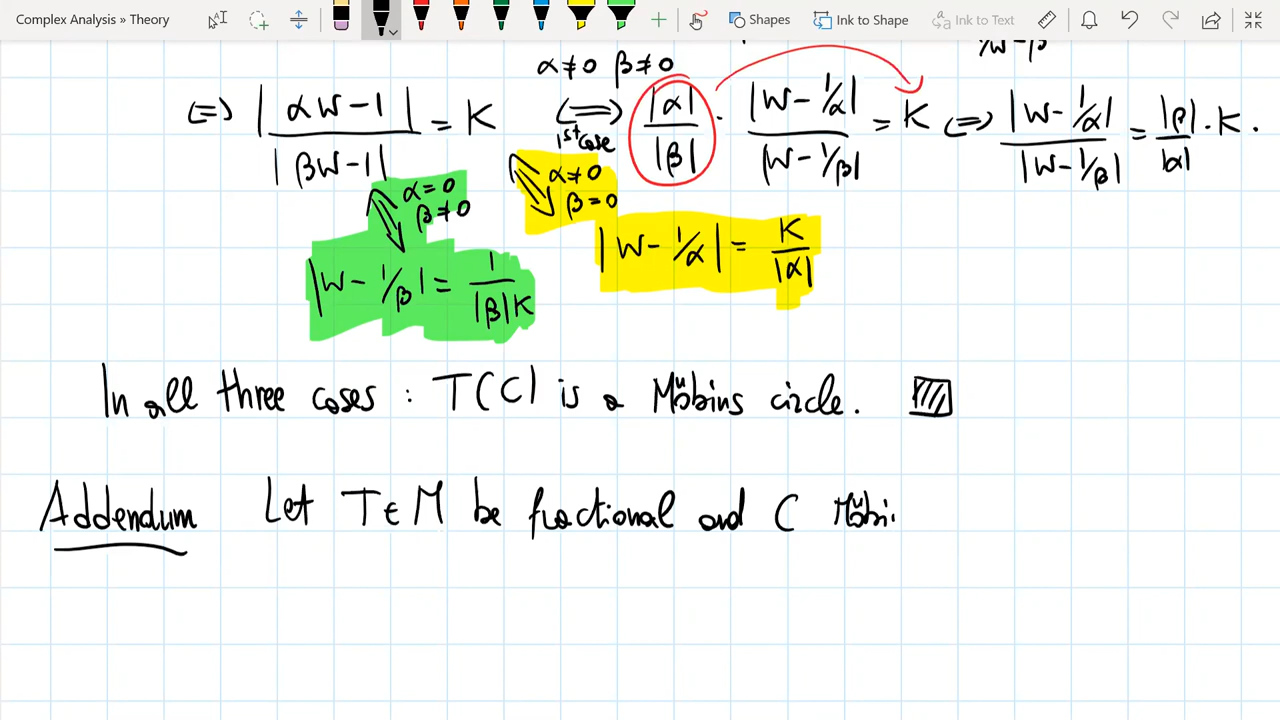 Complex Analysis » Theory
Shapes
Ink to Shape
Ink to Text
1/W-β
α≠0 β≠0
⟺ |αW-1| / |βW-1| = K ⟺ 1st case |α| / |β| · |W-1/α| / |W-1/β| = K ⟺ |W-1/α| / |W-1/β| = |β| / |α| · K.
α=0
β≠0
α≠0
β=0
|W-1/α| = K / |α|
|W-1/β| = 1 / |β|K
In all three cases : T(C) is a Möbius circle.
Addendum Let T∈M be fractional and C Möbi